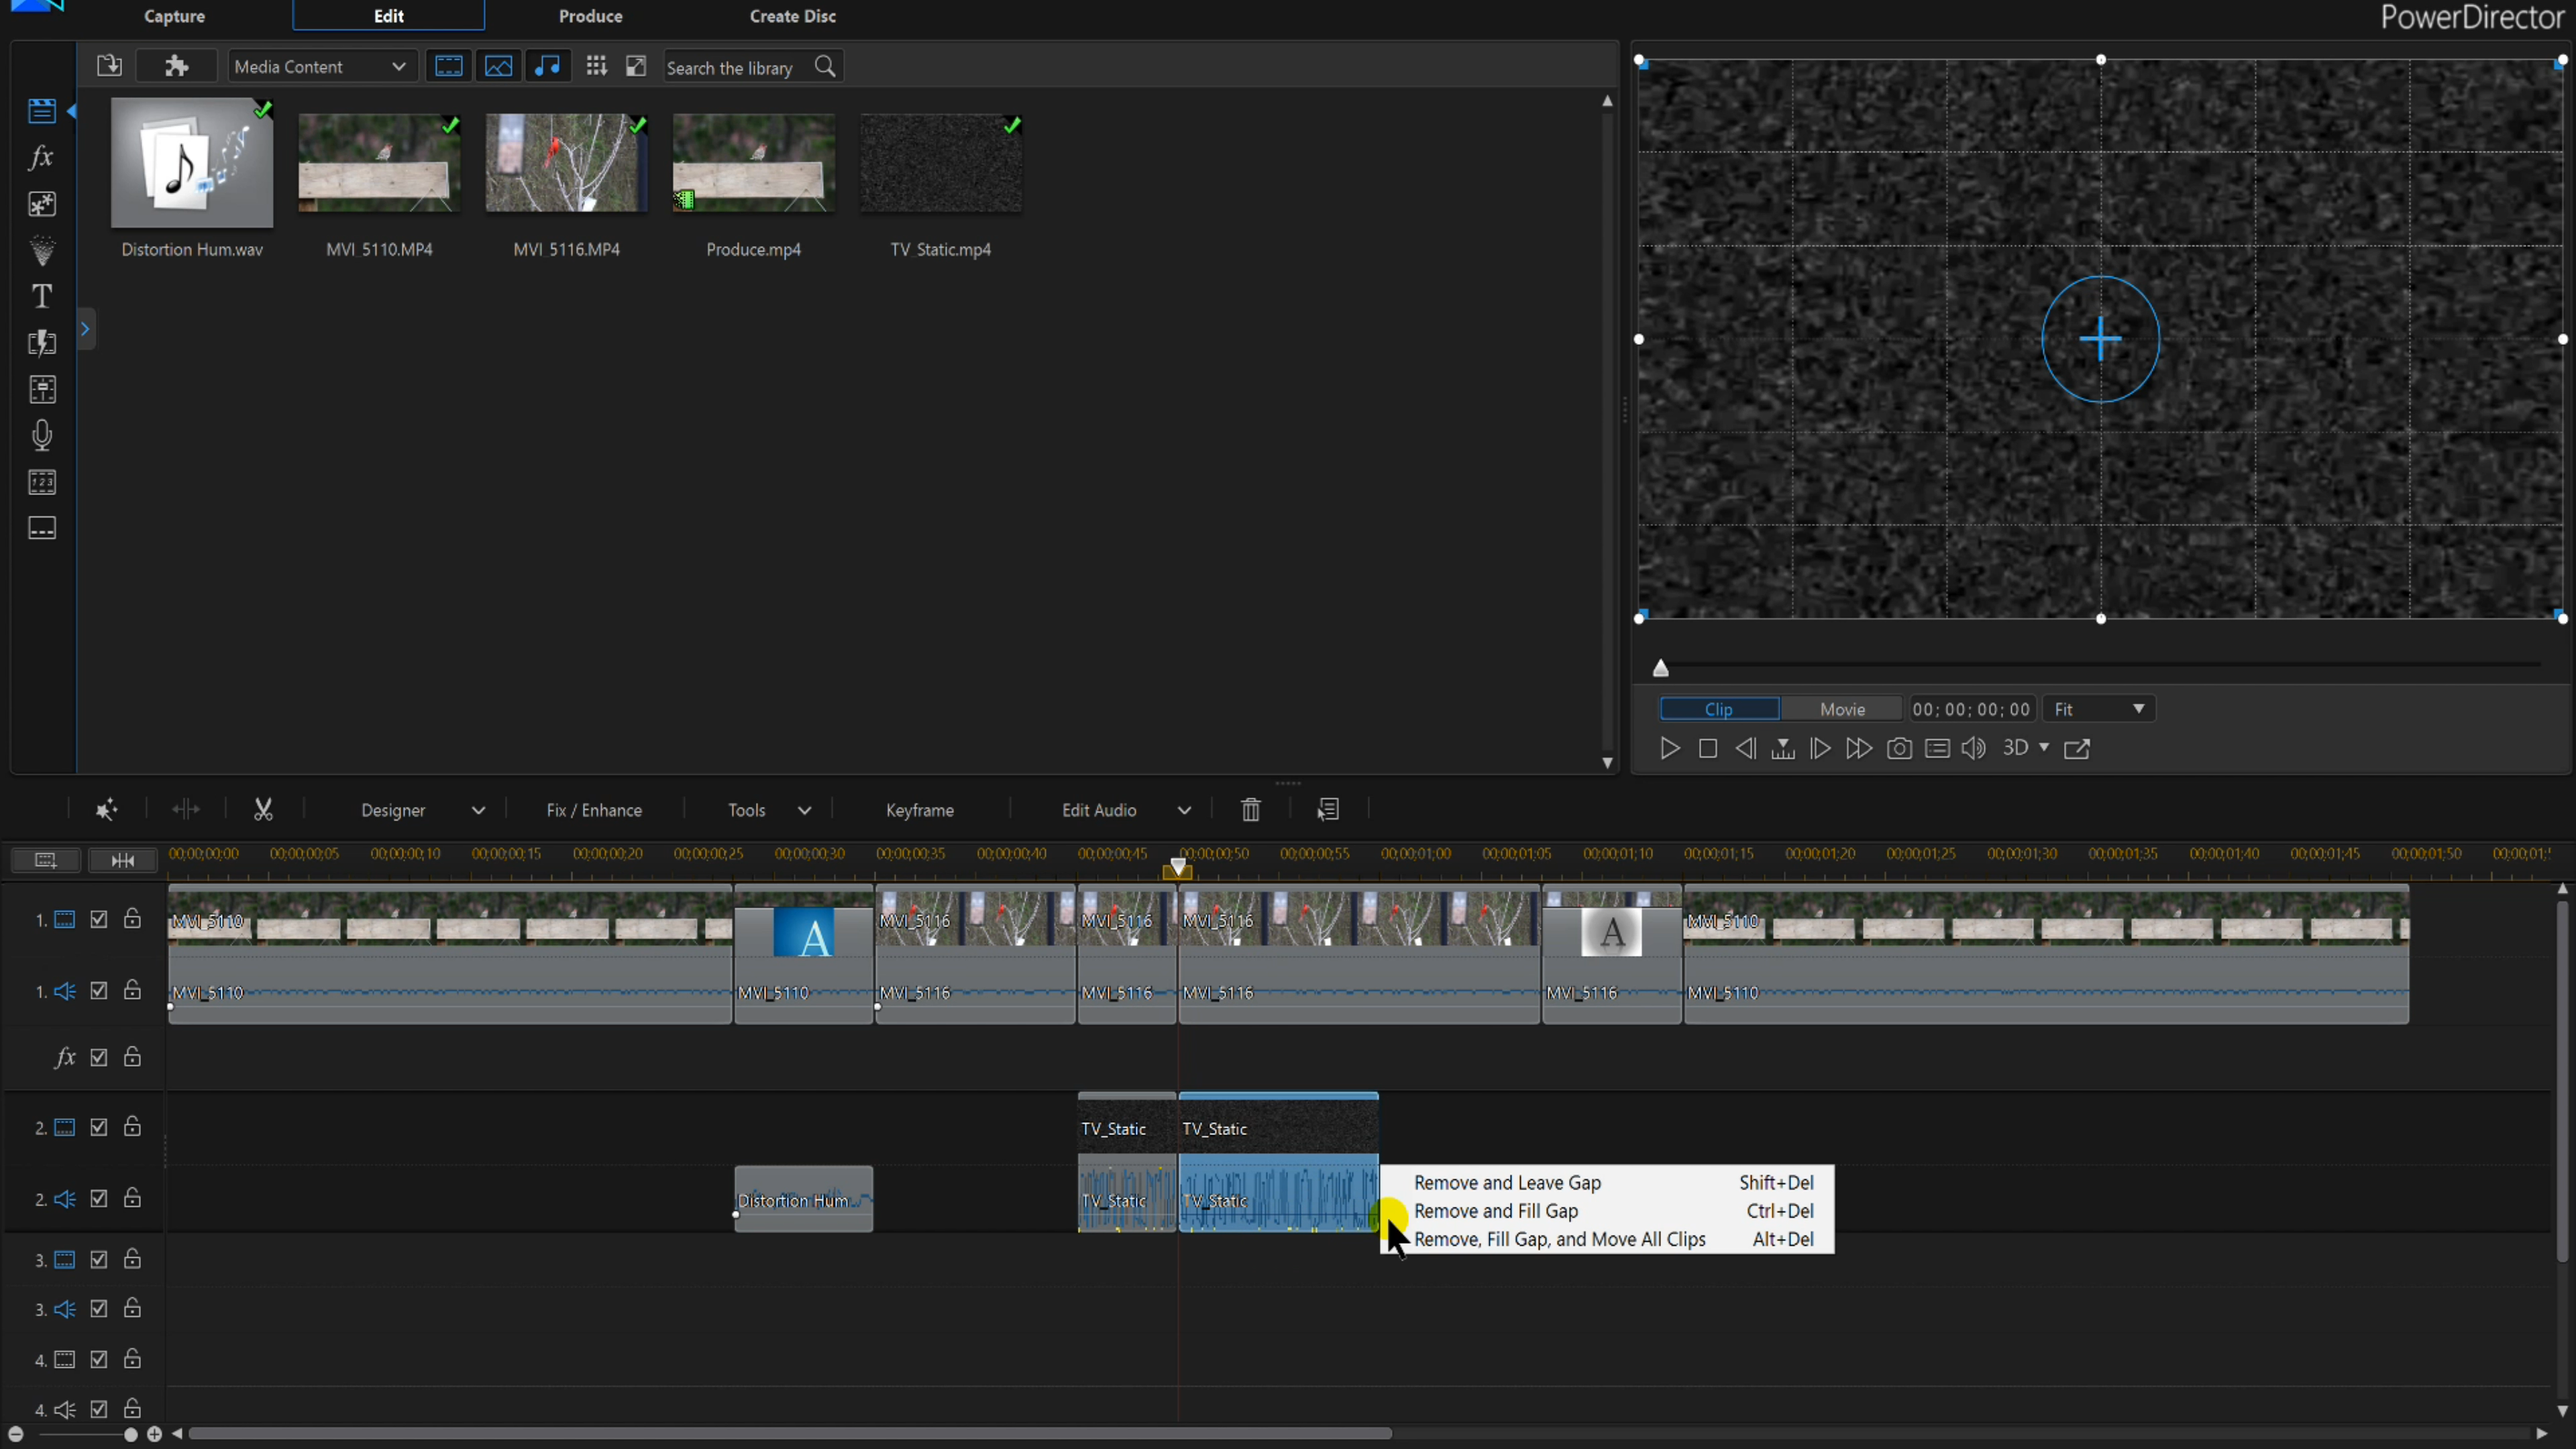 Capture Edit Produce Create Disc PowerDirector
Media Content Search the library
fx
T
Distortion Hum.wav MVI_5110.MP4 MVI_5116.MP4 Produce.mp4 TV_Static.mp4
123
Clip Movie 00;00;00;00 Fit
3D
Designer Fix / Enhance Tools Keyframe Edit Audio
00;00;00;00 00;00;00;05 00;00;00;10 00;00;00;15 00;00;00;20 00;00;00;25 00;00;00;30 00;00;00;35 00;00;00;40 00;00;00;45 00;00;00;50 00;00;00;55 00;00;01;00 00;00;01;05 00;00;01;10 00;00;01;15 00;00;01;20 00;00;01;25 00;00;01;30 00;00;01;35 00;00;01;40 00;00;01;45 00;00;01;50
1. MVI_5110 A MVI_5116 MVI_5116 MVI_5116 A MVI_5110
1. MVI_5110 MVI_5110 MVI_5116 MVI_5116 MVI_5116 MVI_5116 MVI_5110
fx
2. TV_Static TV_Static
2. Distortion Hum... TV_Static TV_Static
Remove and Leave Gap Shift+Del
Remove and Fill Gap Ctrl+Del
Remove, Fill Gap, and Move All Clips Alt+Del
3.
3.
4.
4.